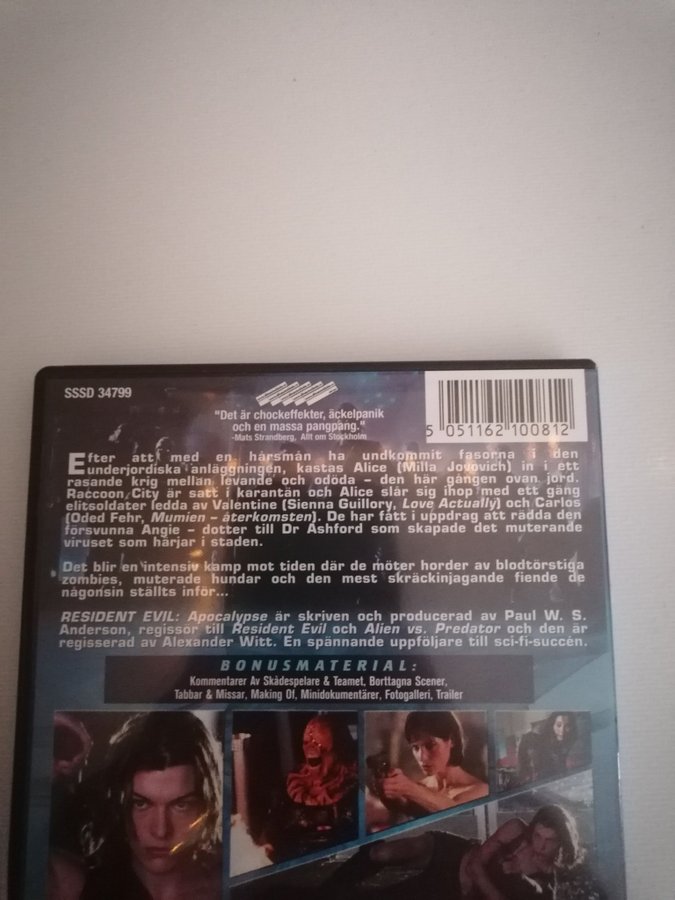 SSSD 34799
"Det är chockeffekter, äckelpanik
och en massa pangpang."
-Mats Strandberg, Allt om Stockholm
5 051162 100812
Efter att med en hårsmån ha undkommit fasorna i den
underjordiska anläggningen, kastas Alice (Milla Jovovich) in i ett
rasande krig mellan levande och odöda – den här gången ovan jord.
Raccoon City är satt i karantän och Alice slår sig ihop med ett gäng
elitsoldater ledda av Valentine (Sienna Guillory, Love Actually) och Carlos
(Oded Fehr, Mumien – återkomsten). De har fått i uppdrag att rädda den
försvunna Angie – dotter till Dr Ashford som skapade det muterande
viruset som härjar i staden.
Det blir en intensiv kamp mot tiden där de möter horder av blodtörstiga
zombies, muterade hundar och den mest skräckinjagande fiende de
någonsin ställts inför...
RESIDENT EVIL: Apocalypse är skriven och producerad av Paul W. S.
Anderson, regissör till Resident Evil och Alien vs. Predator och den är
regisserad av Alexander Witt. En spännande uppföljare till sci-fi-succén.
BONUSMATERIAL:
Kommentarer Av Skådespelare & Teamet, Borttagna Scener,
Tabbar & Missar, Making Of, Minidokumentärer, Fotogalleri, Trailer